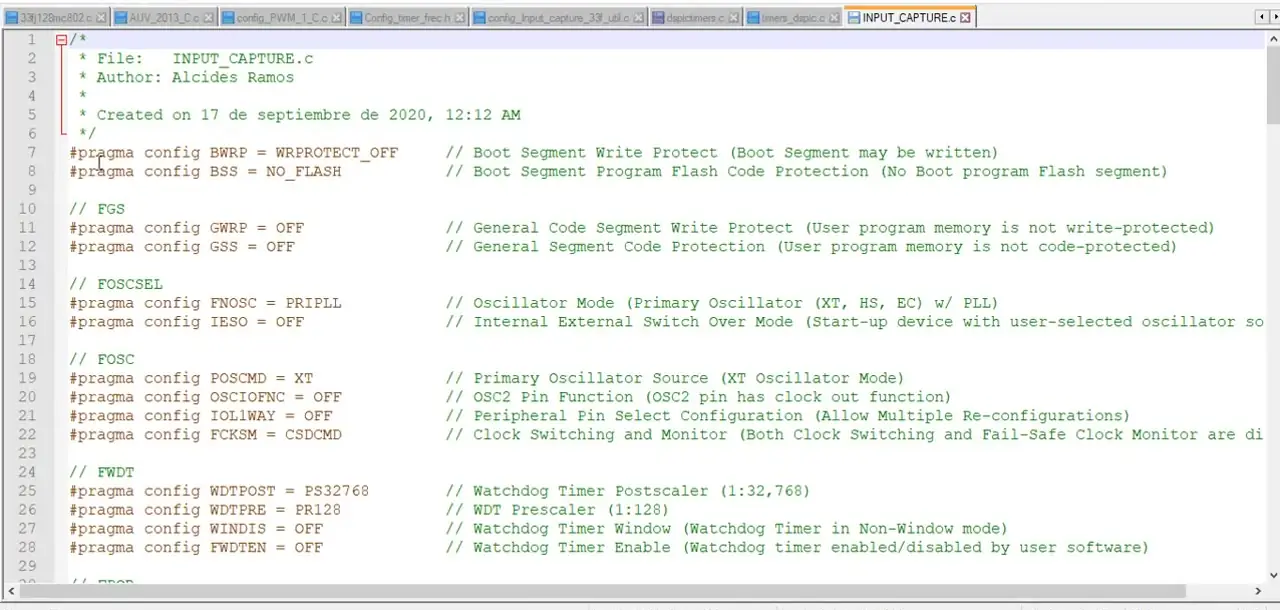 33fj128mc802.c AUV_2013_C.c config_PWM_1_C.c Config_timer_frec.h config_Input_capture_33f_util.c dspictimers.c timers_dspic.c INPUT_CAPTURE.c
1 /*
2 * File: INPUT_CAPTURE.c
3 * Author: Alcides Ramos
4 *
5 * Created on 17 de septiembre de 2020, 12:12 AM
6 */
7 #pragma config BWRP = WRPROTECT_OFF // Boot Segment Write Protect (Boot Segment may be written)
8 #pragma config BSS = NO_FLASH // Boot Segment Program Flash Code Protection (No Boot program Flash segment)
9
10 // FGS
11 #pragma config GWRP = OFF // General Code Segment Write Protect (User program memory is not write-protected)
12 #pragma config GSS = OFF // General Segment Code Protection (User program memory is not code-protected)
13
14 // FOSCSEL
15 #pragma config FNOSC = PRIPLL // Oscillator Mode (Primary Oscillator (XT, HS, EC) w/ PLL)
16 #pragma config IESO = OFF // Internal External Switch Over Mode (Start-up device with user-selected oscillator so
17
18 // FOSC
19 #pragma config POSCMD = XT // Primary Oscillator Source (XT Oscillator Mode)
20 #pragma config OSCIOFNC = OFF // OSC2 Pin Function (OSC2 pin has clock out function)
21 #pragma config IOL1WAY = OFF // Peripheral Pin Select Configuration (Allow Multiple Re-configurations)
22 #pragma config FCKSM = CSDCMD // Clock Switching and Monitor (Both Clock Switching and Fail-Safe Clock Monitor are di
23
24 // FWDT
25 #pragma config WDTPOST = PS32768 // Watchdog Timer Postscaler (1:32,768)
26 #pragma config WDTPRE = PR128 // WDT Prescaler (1:128)
27 #pragma config WINDIS = OFF // Watchdog Timer Window (Watchdog Timer in Non-Window mode)
28 #pragma config FWDTEN = OFF // Watchdog Timer Enable (Watchdog timer enabled/disabled by user software)
29